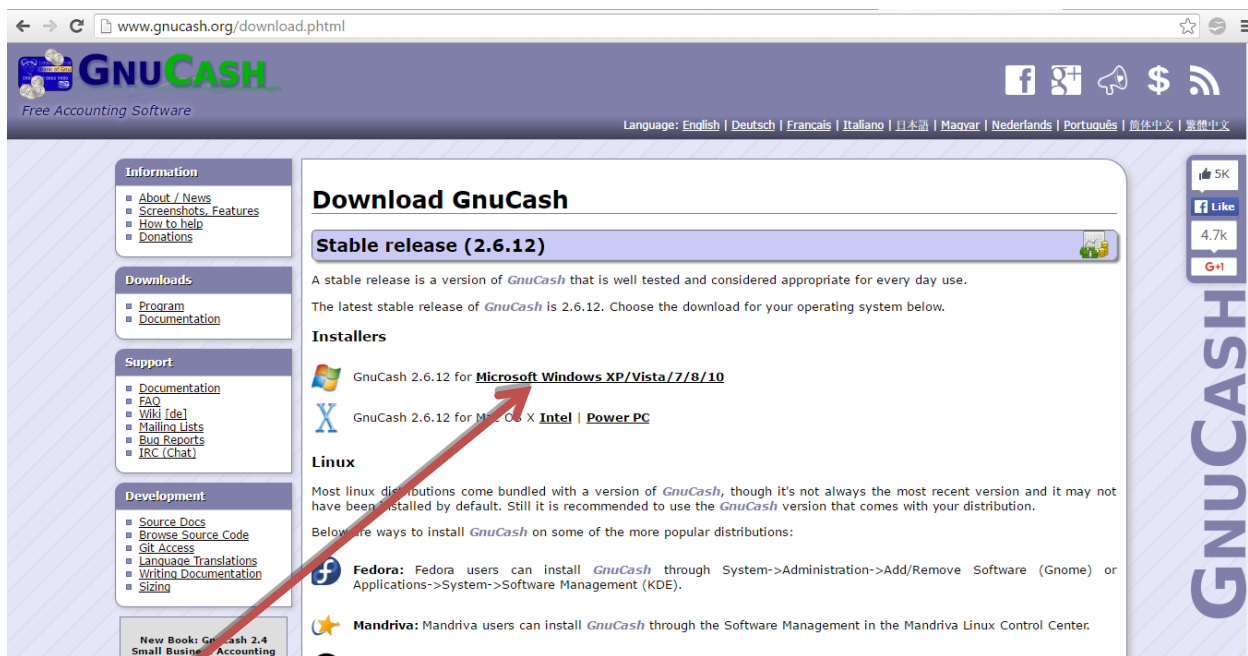 www.gnucash.org/download.phtml
GNUCASH
Free Accounting Software
Language: English | Deutsch | Français | Italiano | 日本語 | Magyar | Nederlands | Português | 简体中文 | 繁體中文
Information
About / News
Screenshots, Features
How to help
Donations
Downloads
Program
Documentation
Support
Documentation
FAQ
Wiki [de]
Mailing Lists
Bug Reports
IRC (Chat)
Development
Source Docs
Browse Source Code
Git Access
Language Translations
Writing Documentation
Sizing
New Book: GnuCash 2.4
Small Business Accounting
Download GnuCash
Stable release (2.6.12)
A stable release is a version of GnuCash that is well tested and considered appropriate for every day use.
The latest stable release of GnuCash is 2.6.12. Choose the download for your operating system below.
Installers
GnuCash 2.6.12 for Microsoft Windows XP/Vista/7/8/10
GnuCash 2.6.12 for Mac OS X Intel | Power PC
Linux
Most linux distributions come bundled with a version of GnuCash, though it's not always the most recent version and it may not
have been installed by default. Still it is recommended to use the GnuCash version that comes with your distribution.
Below are ways to install GnuCash on some of the more popular distributions:
Fedora: Fedora users can install GnuCash through System->Administration->Add/Remove Software (Gnome) or
Applications->System->Software Management (KDE).
Mandriva: Mandriva users can install GnuCash through the Software Management in the Mandriva Linux Control Center.
5K
Like
4.7k
G+1
GNUCASH